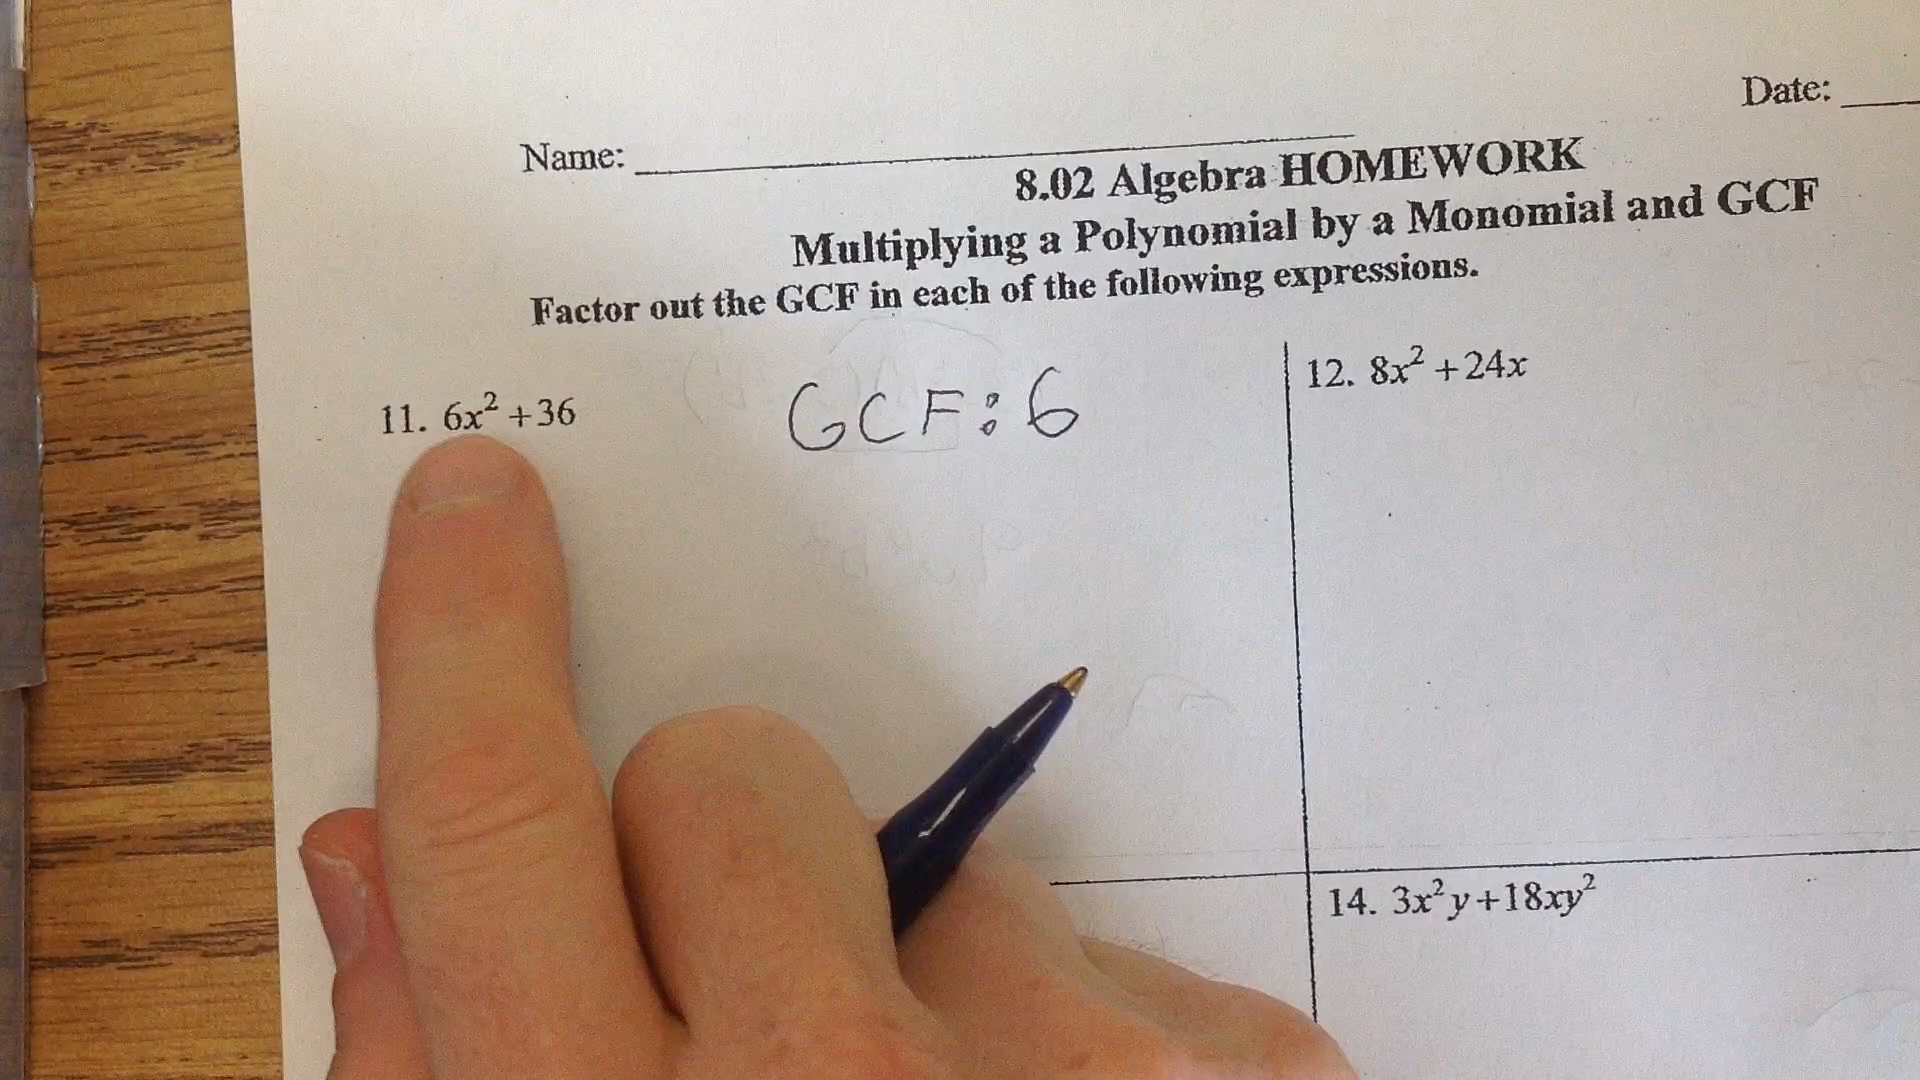 Date:
Name:
8.02 Algebra HOMEWORK
Multiplying a Polynomial by a Monomial and GCF
Factor out the GCF in each of the following expressions.
11. 6x² +36
GCF: 6
12. 8x² +24x
14. 3x²y+18xy²